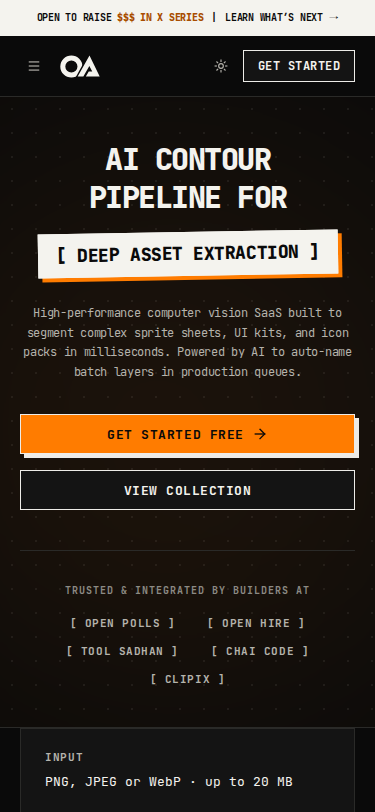 OPEN TO RAISE $$$ IN X SERIES | LEARN WHAT'S NEXT →
OA
GET STARTED
AI CONTOUR
PIPELINE FOR
[ DEEP ASSET EXTRACTION ]
High-performance computer vision SaaS built to
segment complex sprite sheets, UI kits, and icon
packs in milliseconds. Powered by AI to auto-name
batch layers in production queues.
GET STARTED FREE →
VIEW COLLECTION
TRUSTED & INTEGRATED BY BUILDERS AT
[ OPEN POLLS ] [ OPEN HIRE ]
[ TOOL SADHAN ] [ CHAI CODE ]
[ CLIPIX ]
INPUT
PNG, JPEG or WebP · up to 20 MB